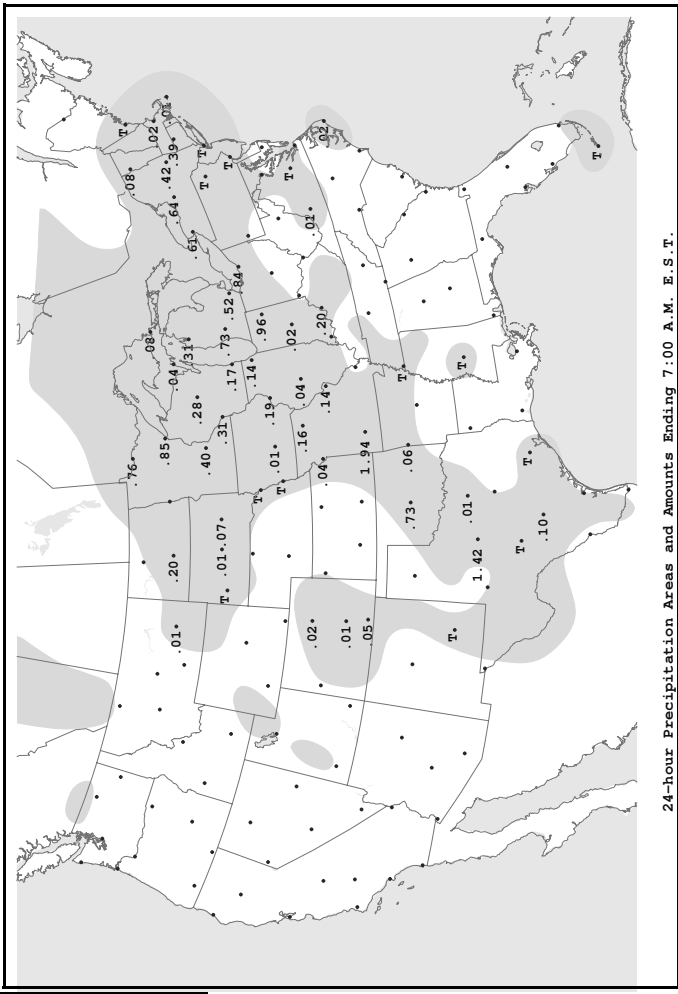 T
.76
.08
.08
.02
.85
.42
.01
.20
.04
.39
.64
.01
.31
.61
.28
T
T
.40
T
.01
.07
.31
.73
.52
T
.17
.84
.14
T
.96
.19
.01
T
.02
T
.16
.04
.01
.02
.04
.14
.20
.02
.01
.05
1.94
T
.73
.06
T
T
.01
1.42
T
T
.10
T
24-hour Precipitation Areas and Amounts Ending 7:00 A.M. E.S.T.